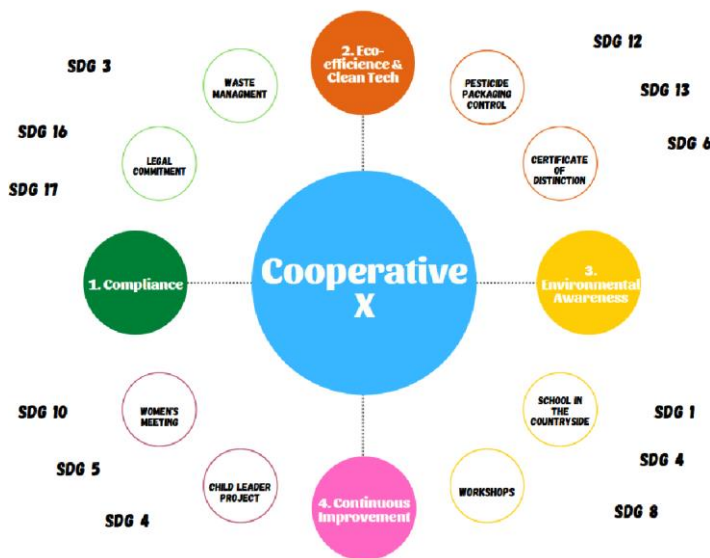 2. Eco-
efficience &
Clean Tech
SDG 12
SDG 3
WASTE
MANAGMENT
PESTICIDE
PACKAGING
CONTROL
SDG 13
SDG 16
LEGAL
COMMITMENT
CERTIFICATE
OF
DISTINCTION
SDG 6
SDG 17
1. Compliance
Cooperative
X
3.
Environmental
Awareness
SDG 10
WOMEN'S
MEETING
SCHOOL IN
THE
COUNTRYSIDE
SDG 1
SDG 5
CHILD LEADER
PROJECT
4. Continuous
Improvement
WORKSHOPS
SDG 4
SDG 4
SDG 8